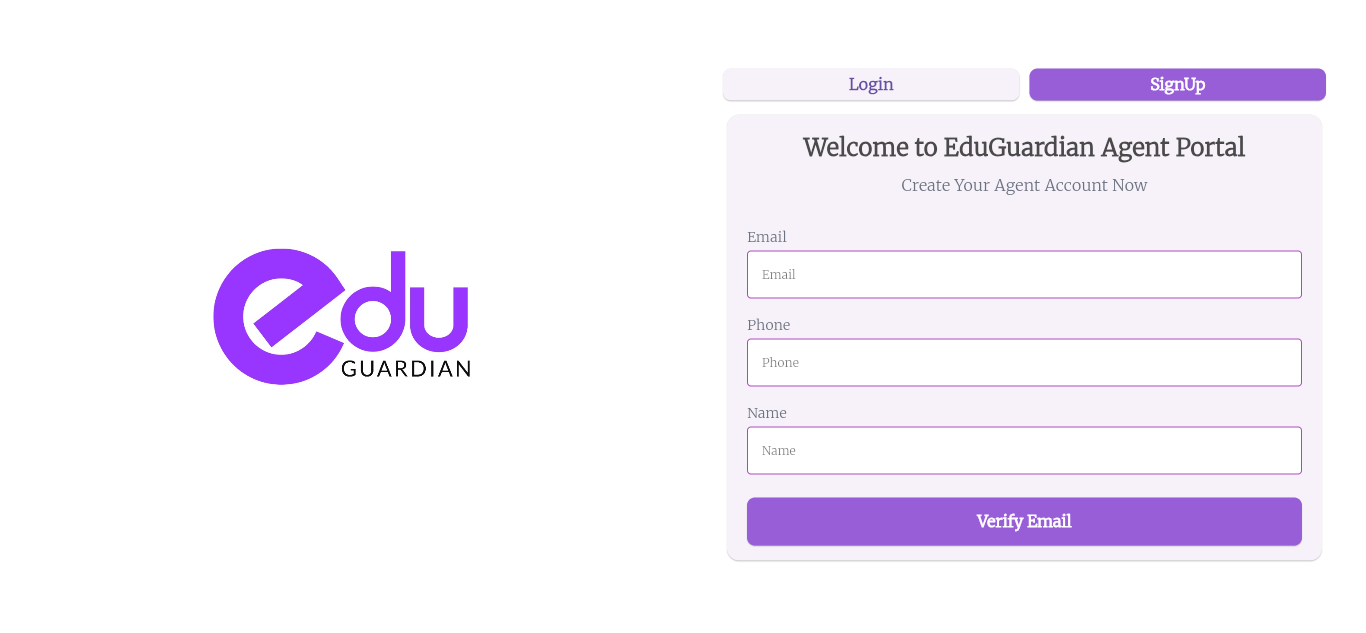 edu
GUARDIAN
Login
SignUp
Welcome to EduGuardian Agent Portal
Create Your Agent Account Now
Email
Email
Phone
Phone
Name
Name
Verify Email